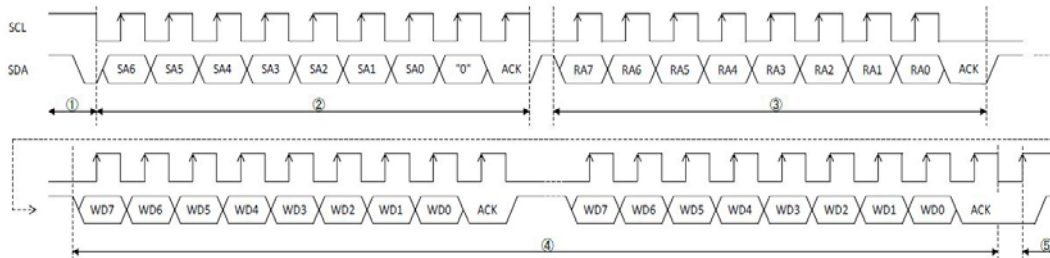 SCL
SDA SA6 SA5 SA4 SA3 SA2 SA1 SA0 "0" ACK RA7 RA6 RA5 RA4 RA3 RA2 RA1 RA0 ACK
① ② ③
WD7 WD6 WD5 WD4 WD3 WD2 WD1 WD0 ACK WD7 WD6 WD5 WD4 WD3 WD2 WD1 WD0 ACK
④ ⑤